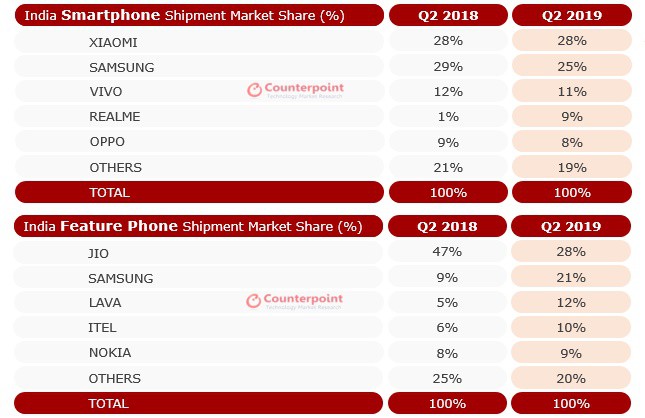 India Smartphone Shipment Market Share (%) Q2 2018 Q2 2019
XIAOMI 28% 28%
SAMSUNG 29% 25%
VIVO 12% 11%
Counterpoint
Technology Market Research
REALME 1% 9%
OPPO 9% 8%
OTHERS 21% 19%
TOTAL 100% 100%
India Feature Phone Shipment Market Share (%) Q2 2018 Q2 2019
JIO 47% 28%
SAMSUNG 9% 21%
LAVA 5% 12%
Counterpoint
Technology Market Research
ITEL 6% 10%
NOKIA 8% 9%
OTHERS 25% 20%
TOTAL 100% 100%